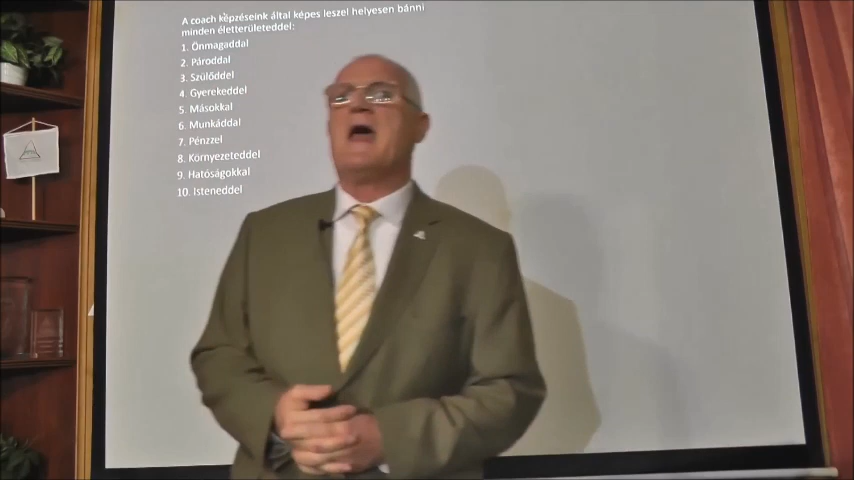 A coach képzéseink által képes leszel helyesen bánni
minden életterületeddel:
1. Önmagaddal
2. Pároddal
3. Szülőddel
4. Gyerekeddel
5. Másokkal
6. Munkáddal
7. Pénzzel
8. Környezeteddel
9. Hatóságokkal
10. Isteneddel